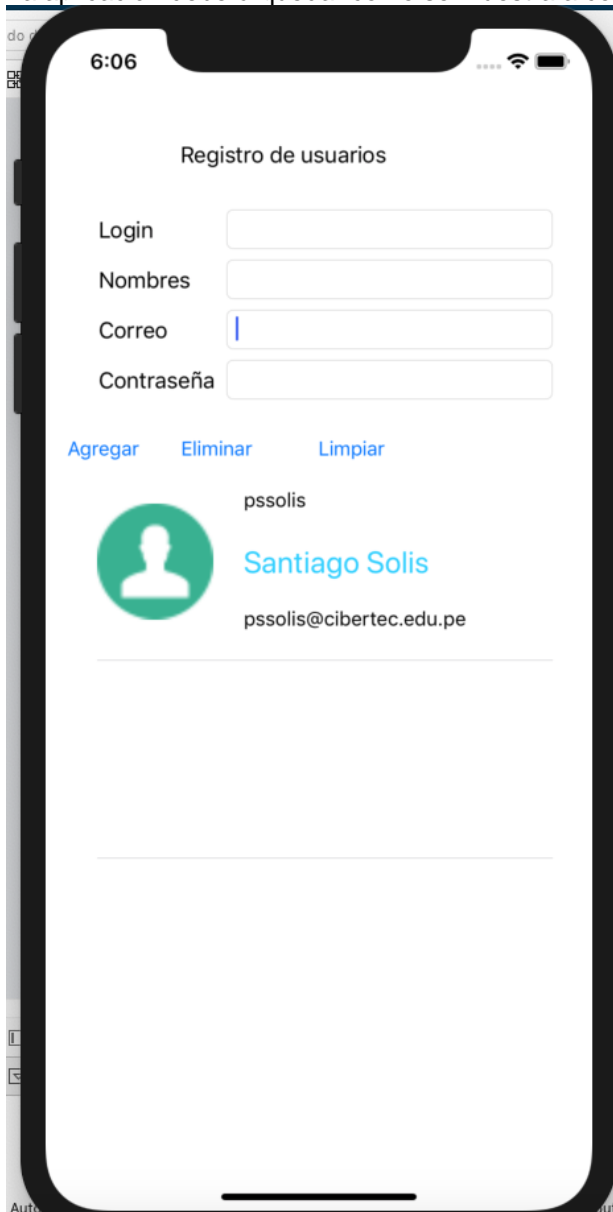 6:06
Registro de usuarios
Login
Nombres
Correo
Contraseña
Agregar Eliminar Limpiar
pssolis
Santiago Solis
pssolis@cibertec.edu.pe
Auto